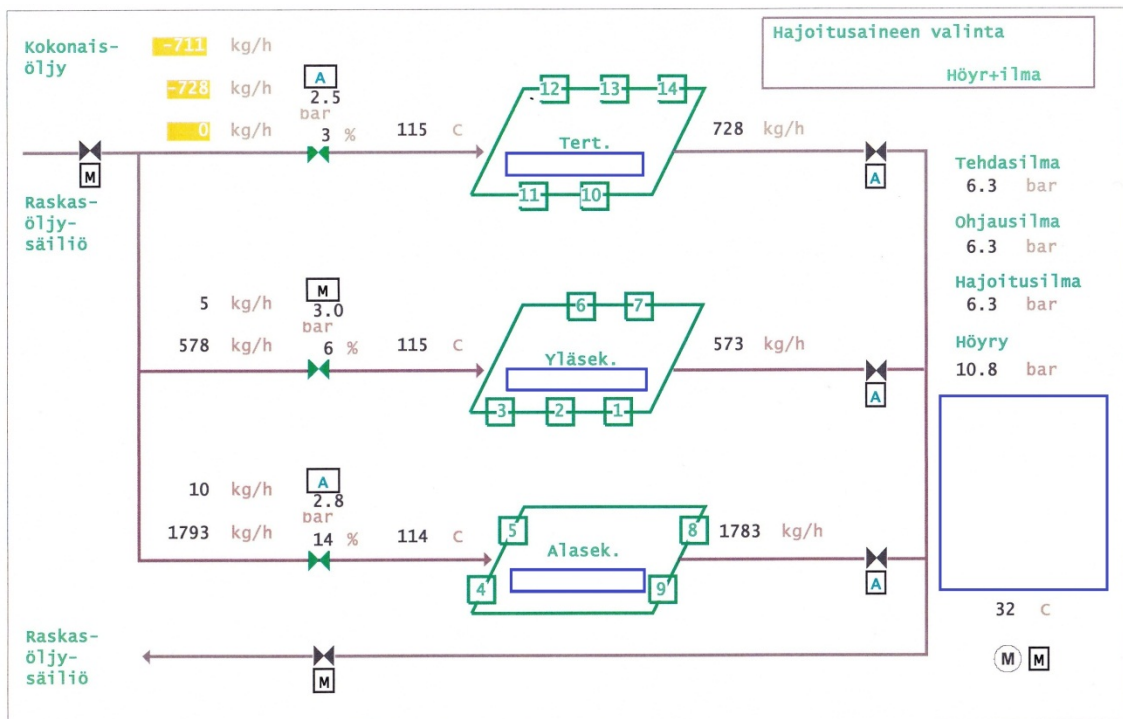 Kokonais-
öljy
-711 kg/h
-728 kg/h
0 kg/h
A
2.5
bar
3 %
115 C
12 13 14
Tert.
11 10
728 kg/h
A
Hajoitusaineen valinta
Höyr+ilma
M
Raskas-
öljy-
säiliö
Tehdasilma
6.3 bar
Ohjausilma
6.3 bar
Hajoitusilma
6.3 bar
Höyry
10.8 bar
5 kg/h
578 kg/h
M
3.0
bar
6 %
115 C
6 7
Yläsek.
3 2 1
573 kg/h
A
10 kg/h
1793 kg/h
A
2.8
bar
14 %
114 C
5 8
Alasek.
4 9
1783 kg/h
A
32 C
M M
Raskas-
öljy-
säiliö
M